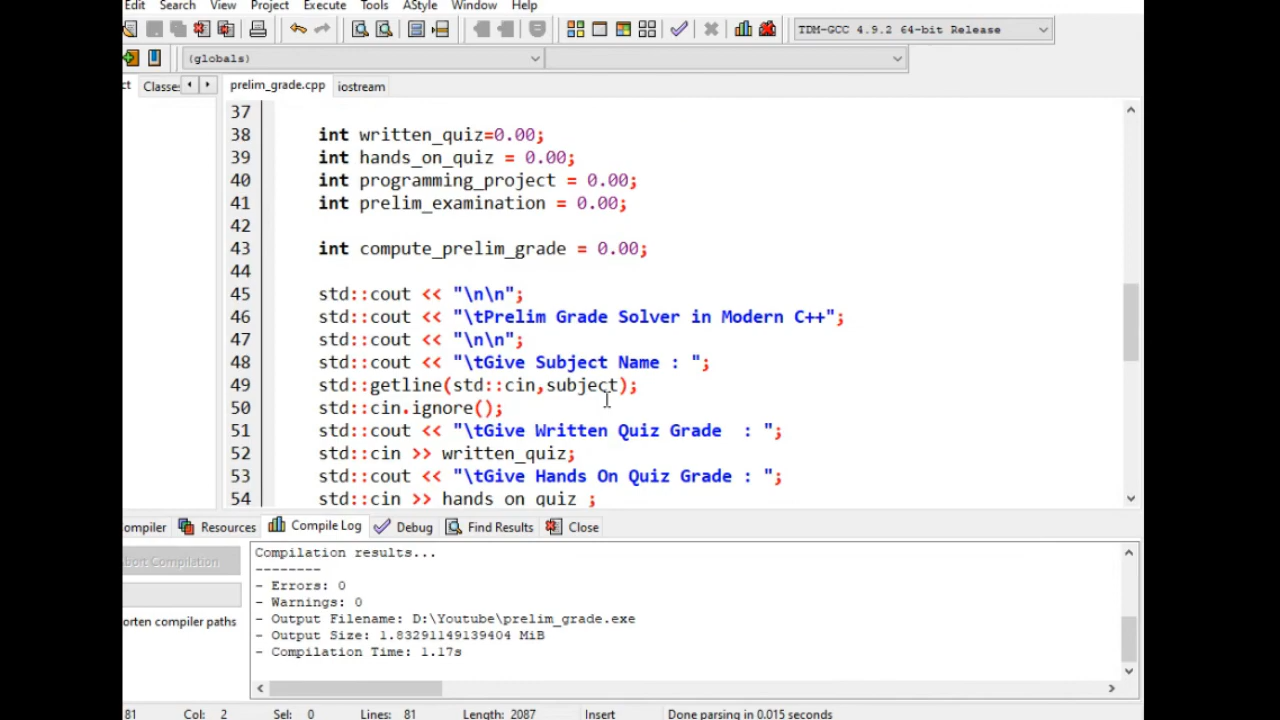 Edit Search View Project Execute Tools AStyle Window Help
TDM-GCC 4.9.2 64-bit Release
(globals)
ct Classes prelim_grade.cpp iostream
37
38 int written_quiz=0.00;
39 int hands_on_quiz = 0.00;
40 int programming_project = 0.00;
41 int prelim_examination = 0.00;
42
43 int compute_prelim_grade = 0.00;
44
45 std::cout << "\n\n";
46 std::cout << "\tPrelim Grade Solver in Modern C++";
47 std::cout << "\n\n";
48 std::cout << "\tGive Subject Name : ";
49 std::getline(std::cin,subject);
50 std::cin.ignore();
51 std::cout << "\tGive Written Quiz Grade  : ";
52 std::cin >> written_quiz;
53 std::cout << "\tGive Hands On Quiz Grade : ";
54 std::cin >> hands_on_quiz ;
ompiler Resources Compile Log Debug Find Results Close
bort Compilation
orten compiler paths
Compilation results...
--------
- Errors: 0
- Warnings: 0
- Output Filename: D:\Youtube\prelim_grade.exe
- Output Size: 1.83291149139404 MiB
- Compilation Time: 1.17s
81 Col: 2 Sel: 0 Lines: 81 Length: 2087 Insert Done parsing in 0.015 seconds